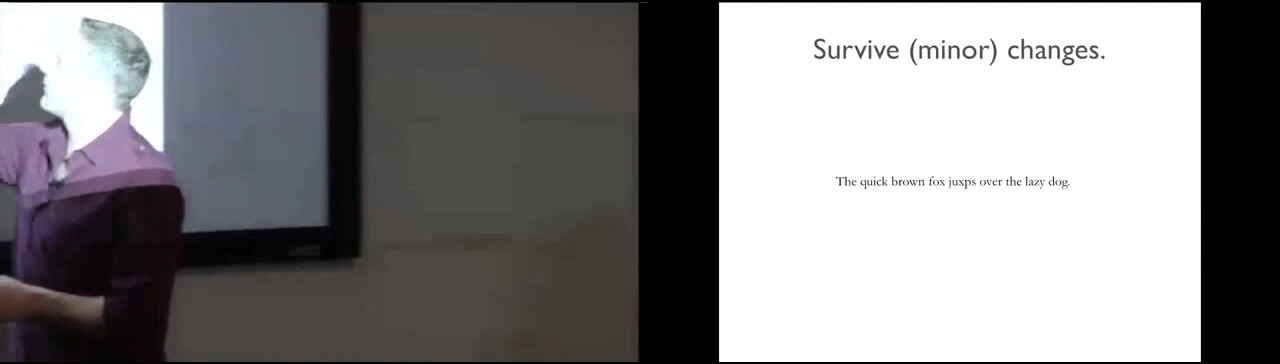 Survive (minor) changes.
The quick brown fox juxps over the lazy dog.